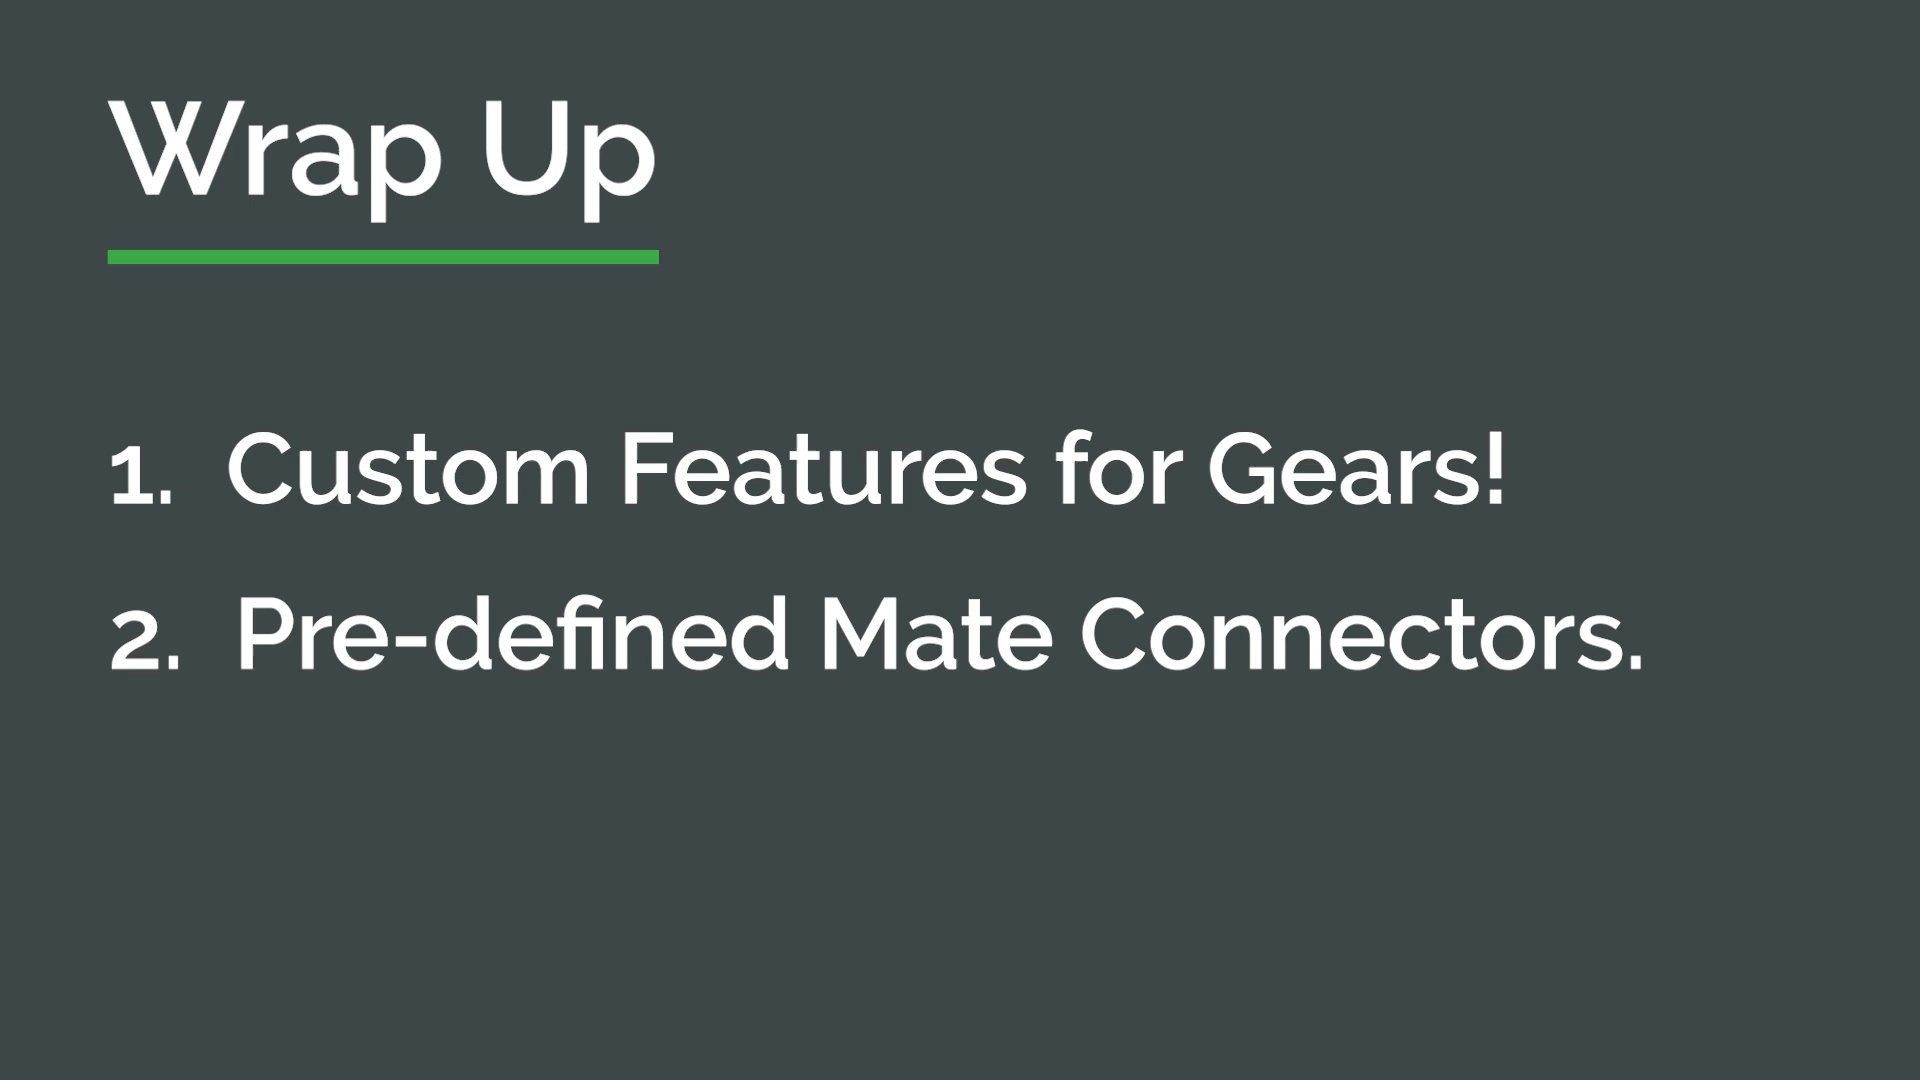 Wrap Up
1. Custom Features for Gears!
2. Pre-defined Mate Connectors.